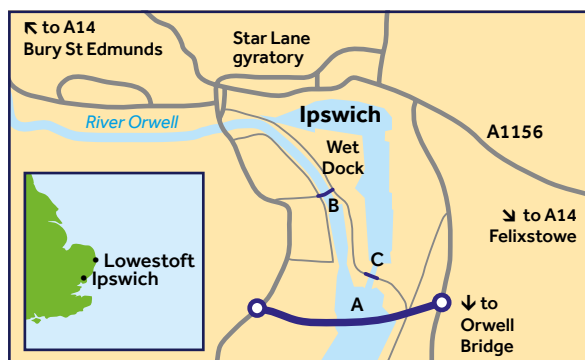 ↖ to A14
Bury St Edmunds
Star Lane
gyratory
River Orwell
Ipswich
A1156
Wet
Dock
B
↘ to A14
Felixstowe
C
Lowestoft
Ipswich
A
↓ to
Orwell
Bridge